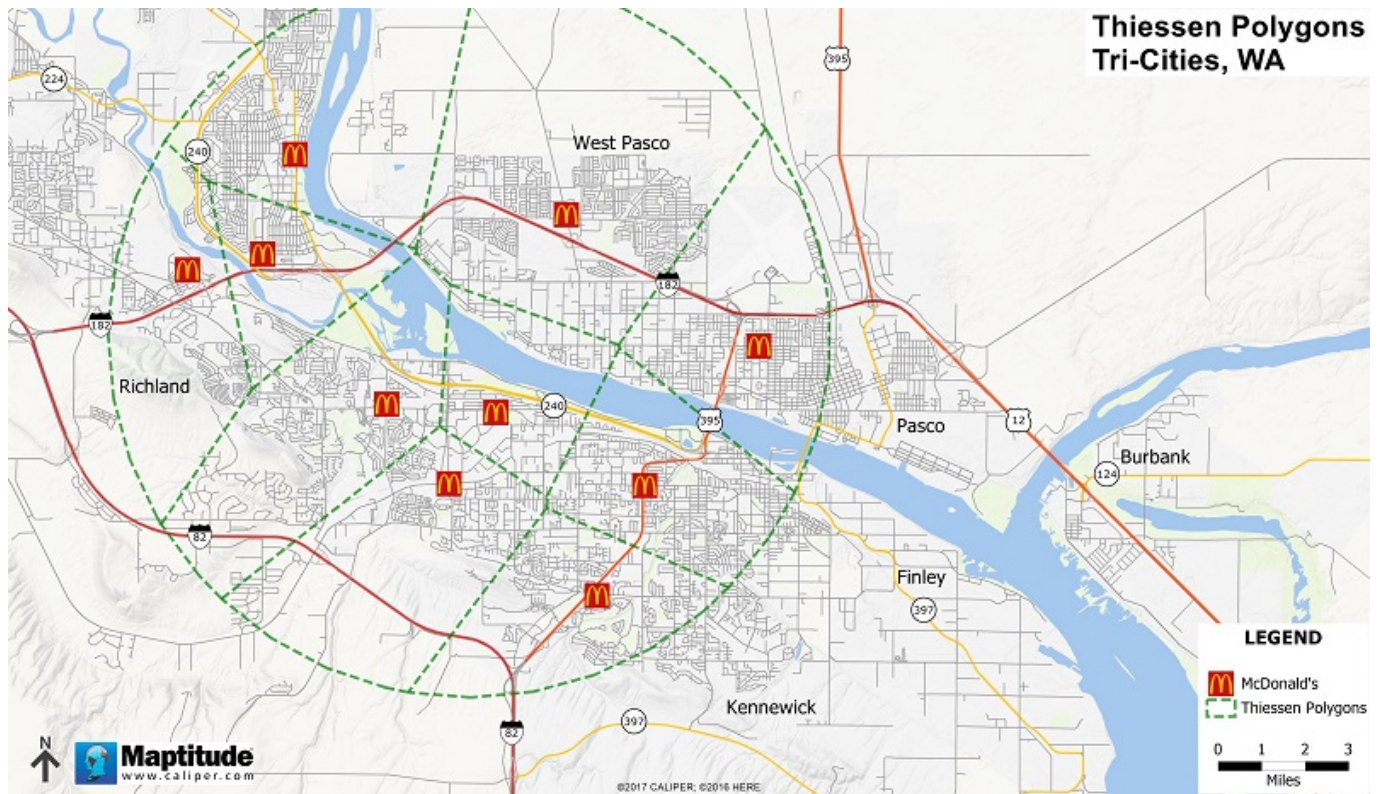 Thiessen Polygons
Tri-Cities, WA
395
224
West Pasco
240
182
182
Richland
240
395
12
Pasco
Burbank
124
82
Finley
397
LEGEND
McDonald's
Thiessen Polygons
Kennewick
397
82
N
Maptitude
www.caliper.com
0 1 2 3
Miles
©2017 CALIPER; ©2016 HERE